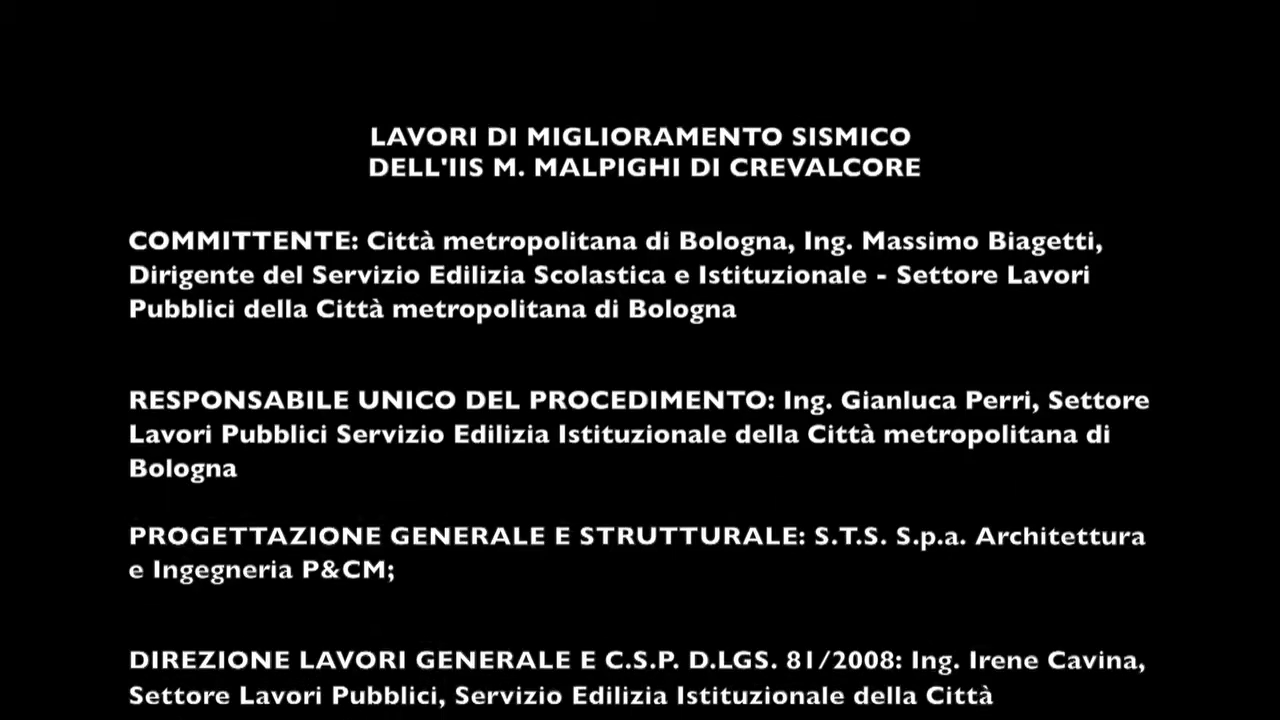 LAVORI DI MIGLIORAMENTO SISMICO
DELL'IIS M. MALPIGHI DI CREVALCORE
COMMITTENTE: Città metropolitana di Bologna, Ing. Massimo Biagetti,
Dirigente del Servizio Edilizia Scolastica e Istituzionale - Settore Lavori
Pubblici della Città metropolitana di Bologna
RESPONSABILE UNICO DEL PROCEDIMENTO: Ing. Gianluca Perri, Settore
Lavori Pubblici Servizio Edilizia Istituzionale della Città metropolitana di
Bologna
PROGETTAZIONE GENERALE E STRUTTURALE: S.T.S. S.p.a. Architettura
e Ingegneria P&CM;
DIREZIONE LAVORI GENERALE E C.S.P. D.LGS. 81/2008: Ing. Irene Cavina,
Settore Lavori Pubblici, Servizio Edilizia Istituzionale della Città